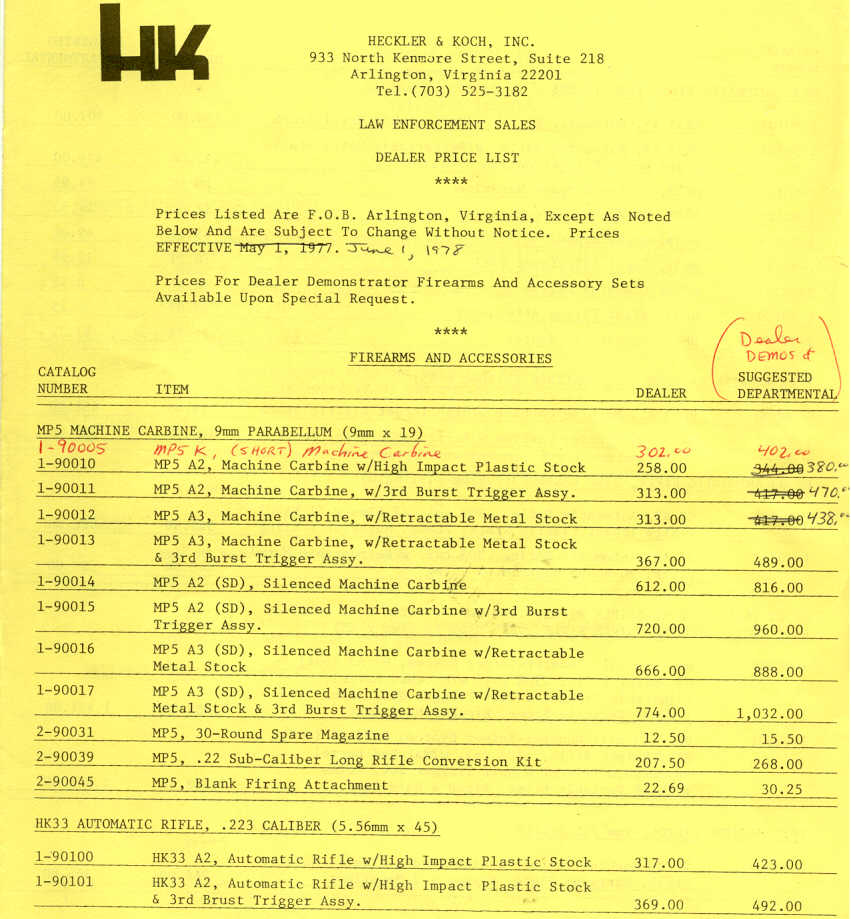 HK
HECKLER & KOCH, INC.
933 North Kenmore Street, Suite 218
Arlington, Virginia 22201
Tel.(703) 525-3182
LAW ENFORCEMENT SALES
DEALER PRICE LIST
****
Prices Listed Are F.O.B. Arlington, Virginia, Except As Noted
Below And Are Subject To Change Without Notice. Prices
EFFECTIVE May 1, 1977. June 1, 1978
Prices For Dealer Demonstrator Firearms And Accessory Sets
Available Upon Special Request.
****
FIREARMS AND ACCESSORIES
Dealer
DEMOS &
CATALOG
NUMBER ITEM DEALER SUGGESTED
DEPARTMENTAL
MP5 MACHINE CARBINE, 9mm PARABELLUM (9mm x 19)
1-90005 MP5 K, (SHORT) Machine Carbine 302.00 402.00
1-90010 MP5 A2, Machine Carbine w/High Impact Plastic Stock 258.00 344.00 380.00
1-90011 MP5 A2, Machine Carbine, w/3rd Burst Trigger Assy. 313.00 417.00 470.00
1-90012 MP5 A3, Machine Carbine, w/Retractable Metal Stock 313.00 417.00 438.00
1-90013 MP5 A3, Machine Carbine, w/Retractable Metal Stock
& 3rd Burst Trigger Assy. 367.00 489.00
1-90014 MP5 A2 (SD), Silenced Machine Carbine 612.00 816.00
1-90015 MP5 A2 (SD), Silenced Machine Carbine w/3rd Burst
Trigger Assy. 720.00 960.00
1-90016 MP5 A3 (SD), Silenced Machine Carbine w/Retractable
Metal Stock 666.00 888.00
1-90017 MP5 A3 (SD), Silenced Machine Carbine w/Retractable
Metal Stock & 3rd Burst Trigger Assy. 774.00 1,032.00
2-90031 MP5, 30-Round Spare Magazine 12.50 15.50
2-90039 MP5, .22 Sub-Caliber Long Rifle Conversion Kit 207.50 268.00
2-90045 MP5, Blank Firing Attachment 22.69 30.25
HK33 AUTOMATIC RIFLE, .223 CALIBER (5.56mm x 45)
1-90100 HK33 A2, Automatic Rifle w/High Impact Plastic Stock 317.00 423.00
1-90101 HK33 A2, Automatic Rifle w/High Impact Plastic Stock
& 3rd Brust Trigger Assy. 369.00 492.00